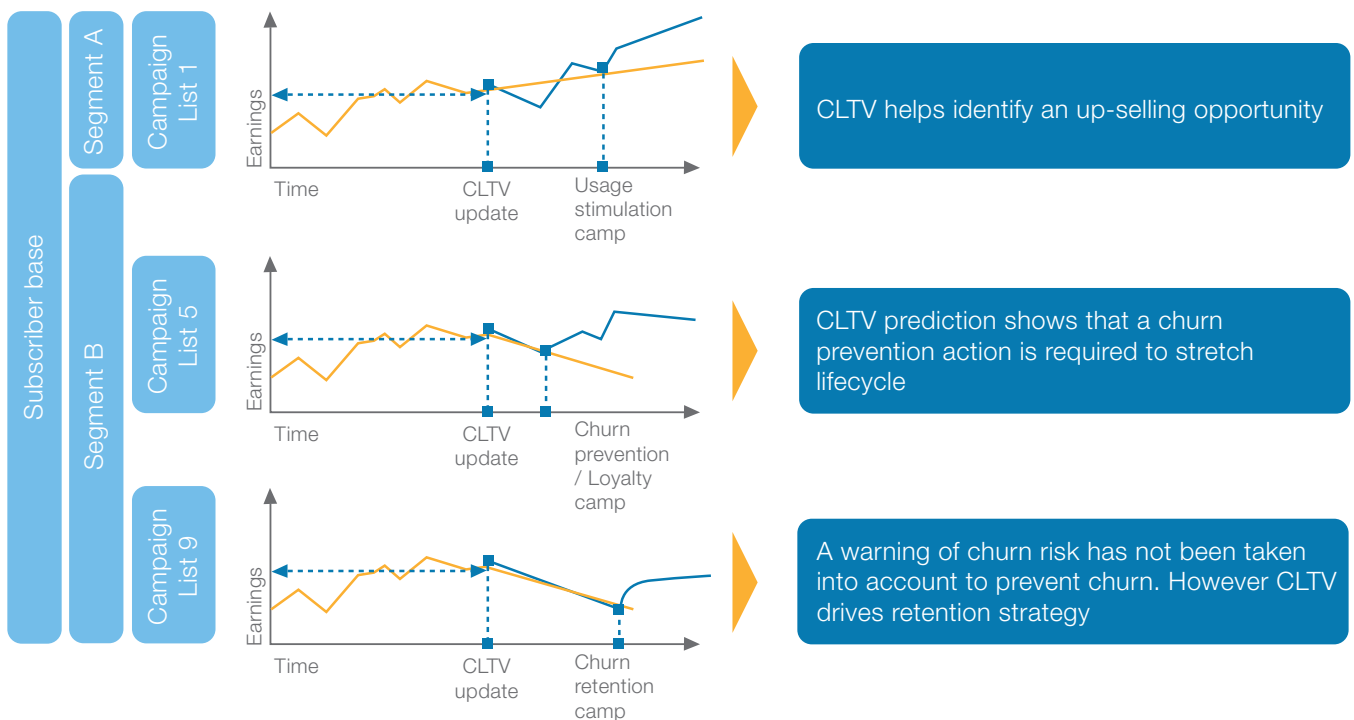 Subscriber base
Segment A
Campaign
List 1
Earnings
Time
CLTV
update
Usage
stimulation
camp
CLTV helps identify an up-selling opportunity
Segment B
Campaign
List 5
Earnings
Time
CLTV
update
Churn
prevention
/ Loyalty
camp
CLTV prediction shows that a churn
prevention action is required to stretch
lifecycle
Campaign
List 9
Earnings
Time
CLTV
update
Churn
retention
camp
A warning of churn risk has not been taken
into account to prevent churn. However CLTV
drives retention strategy